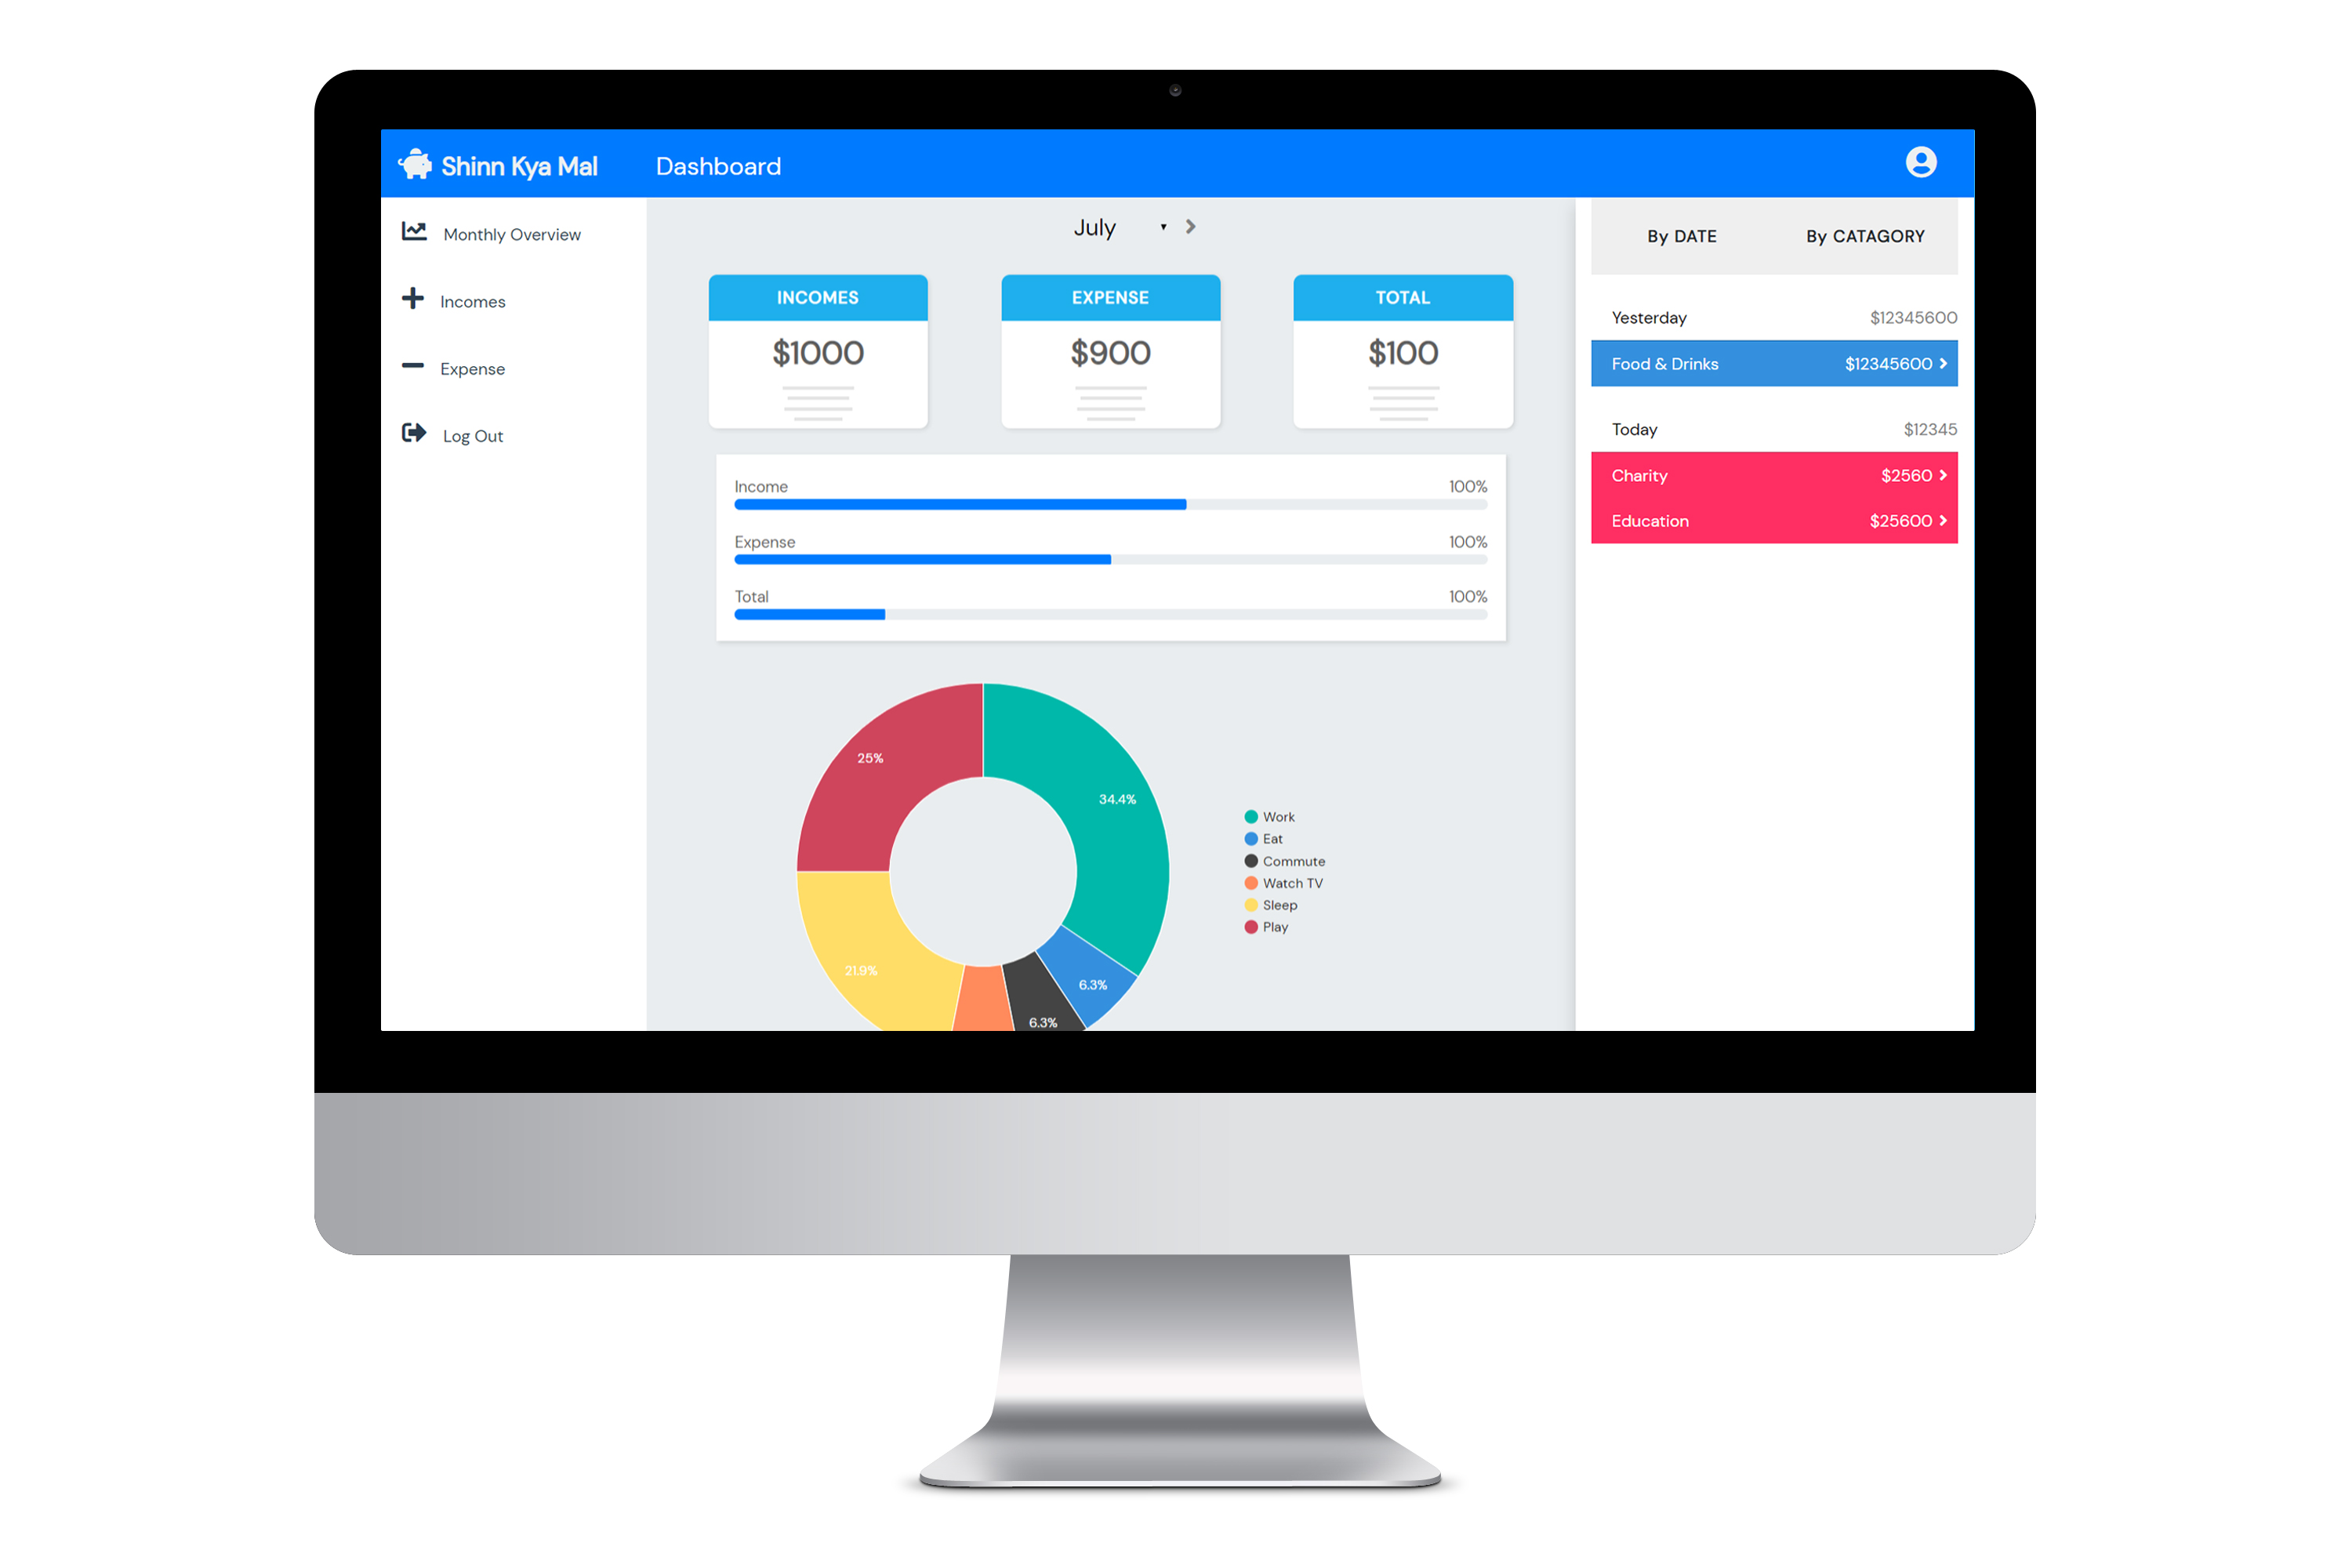 Shinn Kya Mal
Dashboard
Monthly Overview
Incomes
Expense
Log Out
July
INCOMES
$1000
EXPENSE
$900
TOTAL
$100
Income 100%
Expense 100%
Total 100%
25%
34.4%
21.9%
6.3%
6.3%
Work
Eat
Commute
Watch TV
Sleep
Play
By DATE By CATAGORY
Yesterday $12345600
Food & Drinks $12345600
Today $12345
Charity $2560
Education $25600